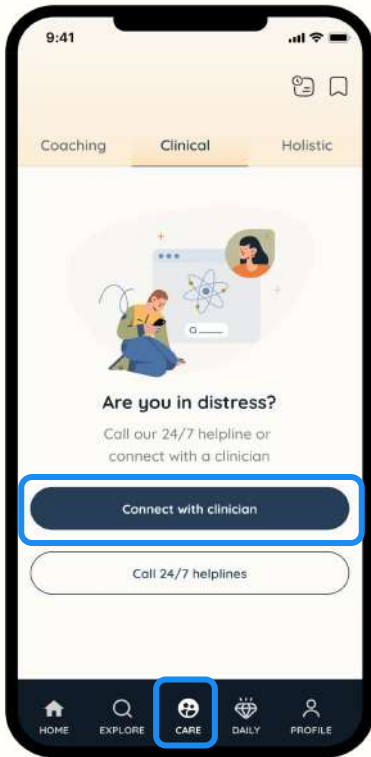 9:41
Coaching Clinical Holistic
Are you in distress?
Call our 24/7 helpline or
connect with a clinician
Connect with clinician
Call 24/7 helplines
HOME EXPLORE CARE DAILY PROFILE